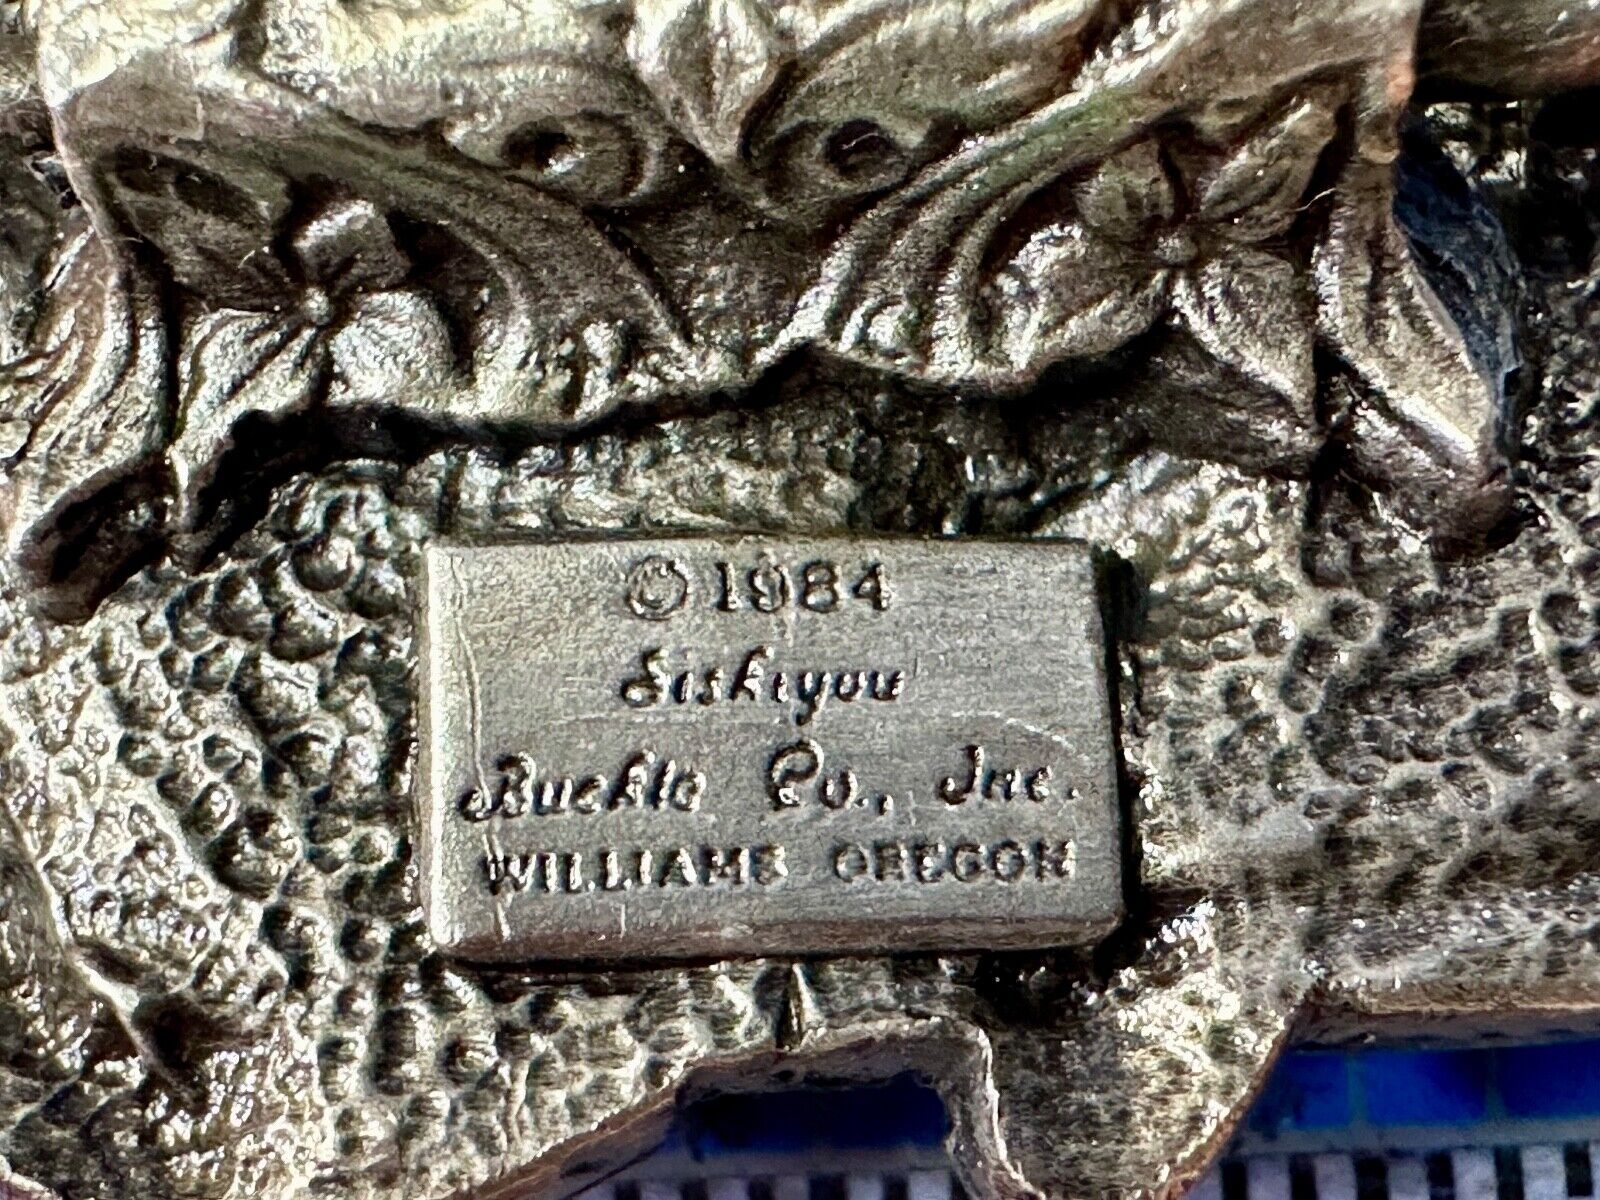 © 1984
Siskiyou
Buckle Co., Inc.
WILLIAMS OREGON